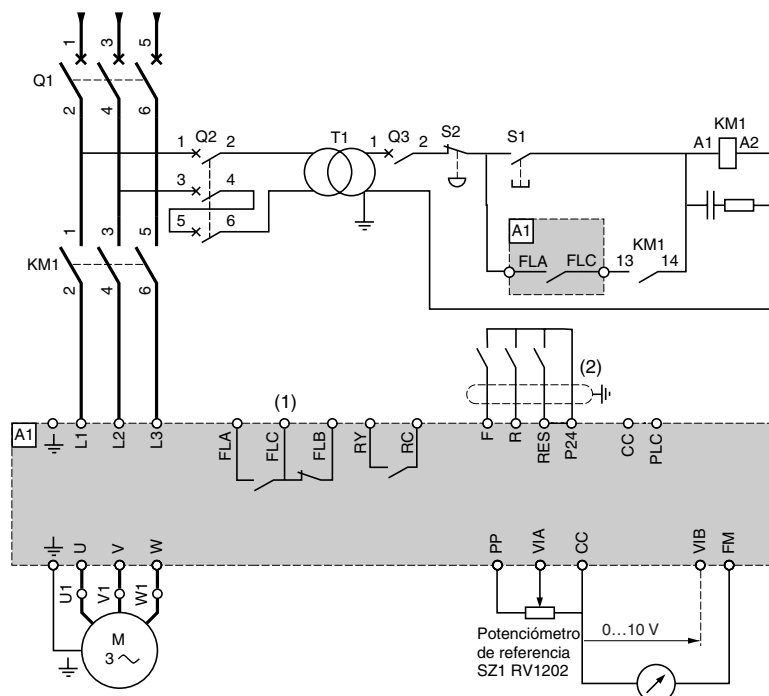 1 3 5
Q1
2 4 6
1 Q2 2
3 4
5 6
T1
1 Q3 2
S2
S1
KM1
A1 A2
A1
FLA FLC
KM1
13 14
1 3 5
KM1
2 4 6
(1)
(2)
A1
L1 L2 L3
FLA FLC FLB RY RC
F R RES P24 CC PLC
U V W
PP VIA CC VIB FM
U1 V1 W1
M
3
0...10 V
Potenciómetro
de referencia
SZ1 RV1202